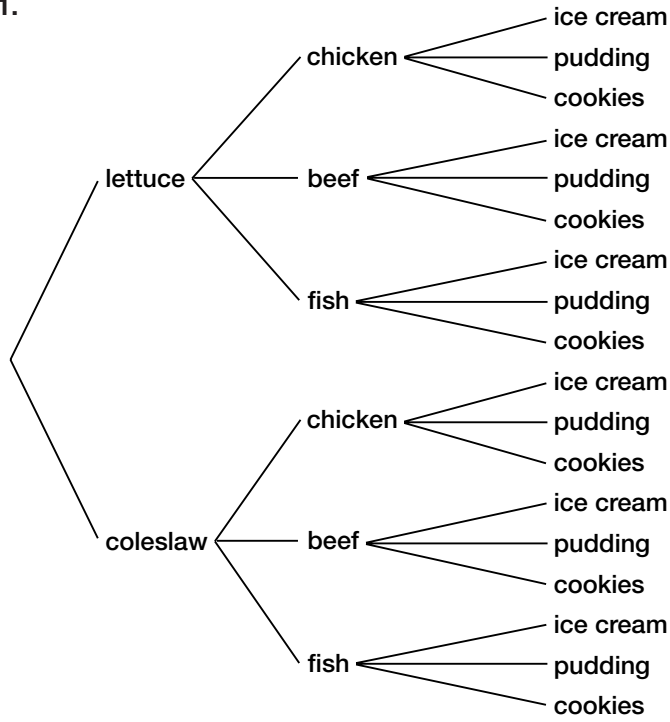 1.
ice cream
chicken
pudding
cookies
ice cream
lettuce
beef
pudding
cookies
ice cream
fish
pudding
cookies
ice cream
chicken
pudding
cookies
ice cream
coleslaw
beef
pudding
cookies
ice cream
fish
pudding
cookies